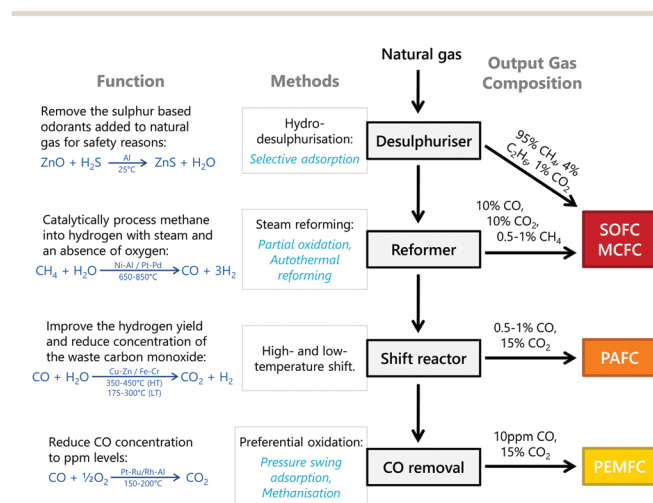 Natural gas
Function
Methods
Output Gas
Composition
Remove the sulphur based
odorants added to natural
gas for safety reasons:
ZnO + H₂S —Al→ ZnS + H₂O
25°C
Hydro-
desulphurisation:
Selective adsorption
Desulphuriser
95% CH₄, 4%
C₂H₆, 1% CO₂
Catalytically process methane
into hydrogen with steam and
an absence of oxygen:
CH₄ + H₂O —Ni-Al / Pt-Pd→ CO + 3H₂
650-850°C
Steam reforming:
Partial oxidation,
Autothermal
reforming
Reformer
10% CO,
10% CO₂,
0.5-1% CH₄
SOFC
MCFC
Improve the hydrogen yield
and reduce concentration of
the waste carbon monoxide:
CO + H₂O —Cu-Zn / Fe-Cr→ CO₂ + H₂
350-450°C (HT)
175-300°C (LT)
High- and low-
temperature shift.
Shift reactor
0.5-1% CO,
15% CO₂
PAFC
Reduce CO concentration
to ppm levels:
CO + ½O₂ —Pt-Ru/Rh-Al→ CO₂
150-200°C
Preferential oxidation:
Pressure swing
adsorption,
Methanisation
CO removal
10ppm CO,
15% CO₂
PEMFC